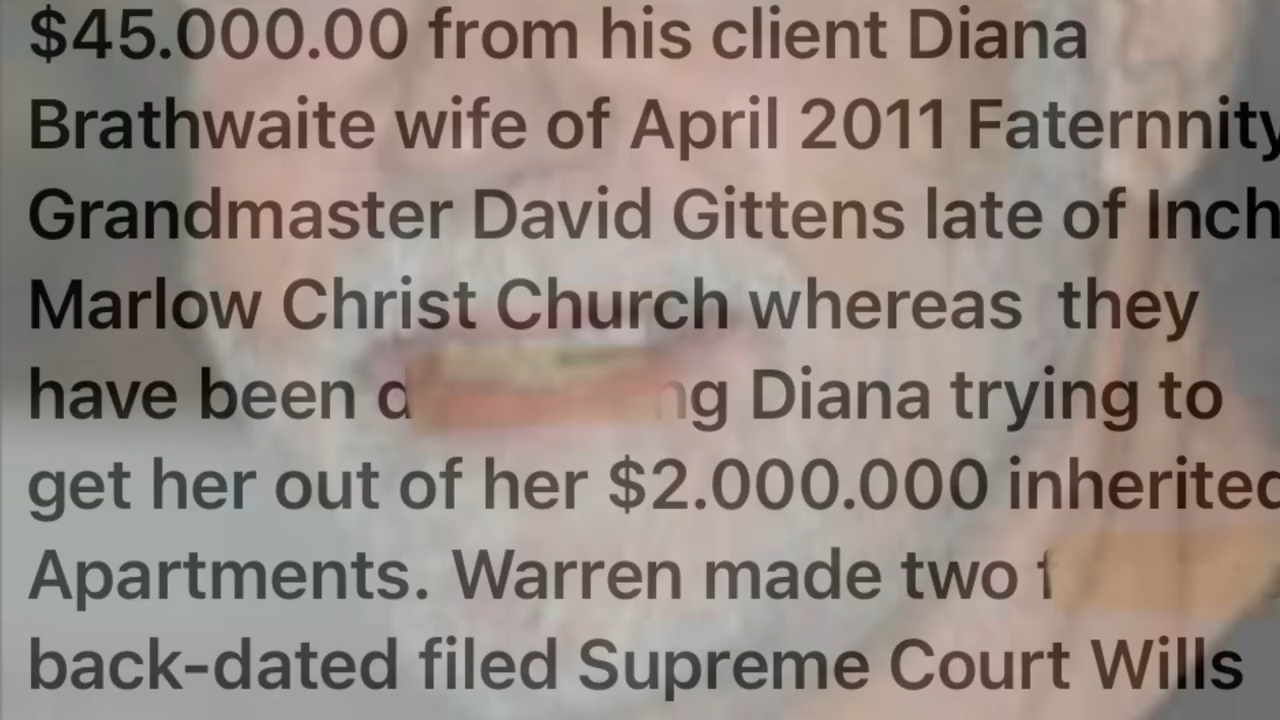 $45.000.00 from his client Diana
Brathwaite wife of April 2011 Faternnity
Grandmaster David Gittens late of Inch
Marlow Christ Church whereas they
have been Diana trying to
get her out of her $2.000.000 inherited
Apartments. Warren made two
back-dated filed Supreme Court Wills